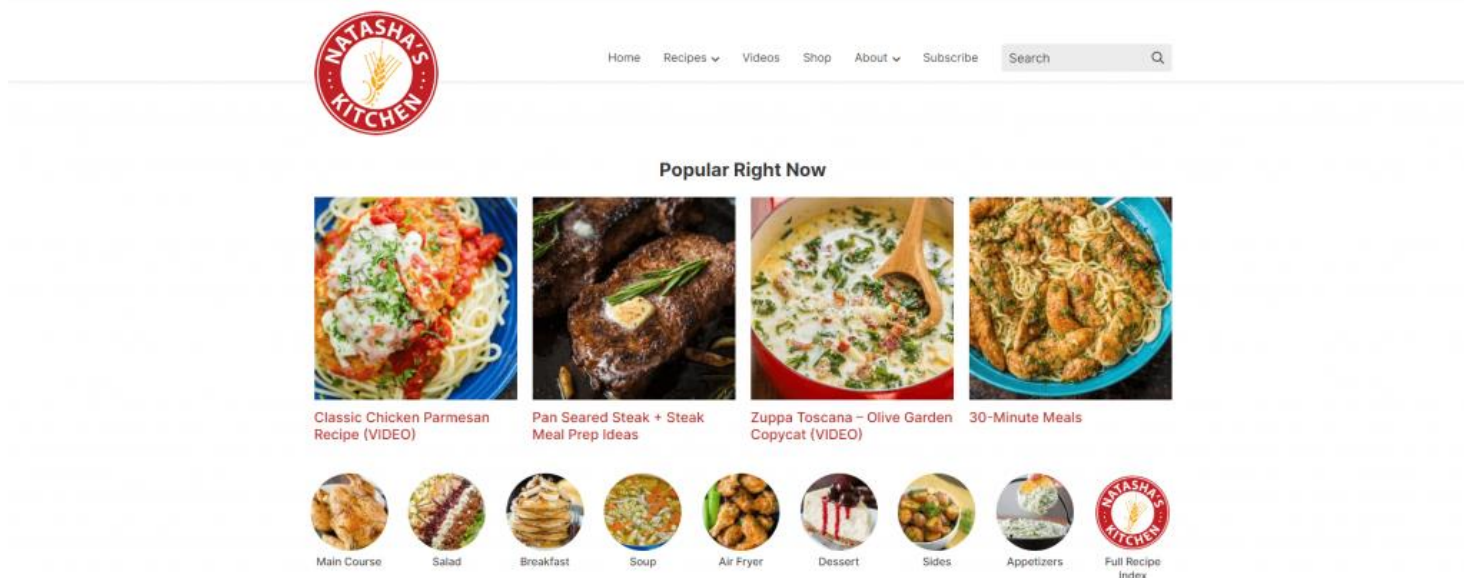 NATASHA'S
KITCHEN
Home Recipes Videos Shop About Subscribe Search
Popular Right Now
Classic Chicken Parmesan
Recipe (VIDEO)
Pan Seared Steak + Steak
Meal Prep Ideas
Zuppa Toscana – Olive Garden
Copycat (VIDEO)
30-Minute Meals
NATASHA'S
KITCHEN
Main Course
Salad
Breakfast
Soup
Air Fryer
Dessert
Sides
Appetizers
Full Recipe
Index